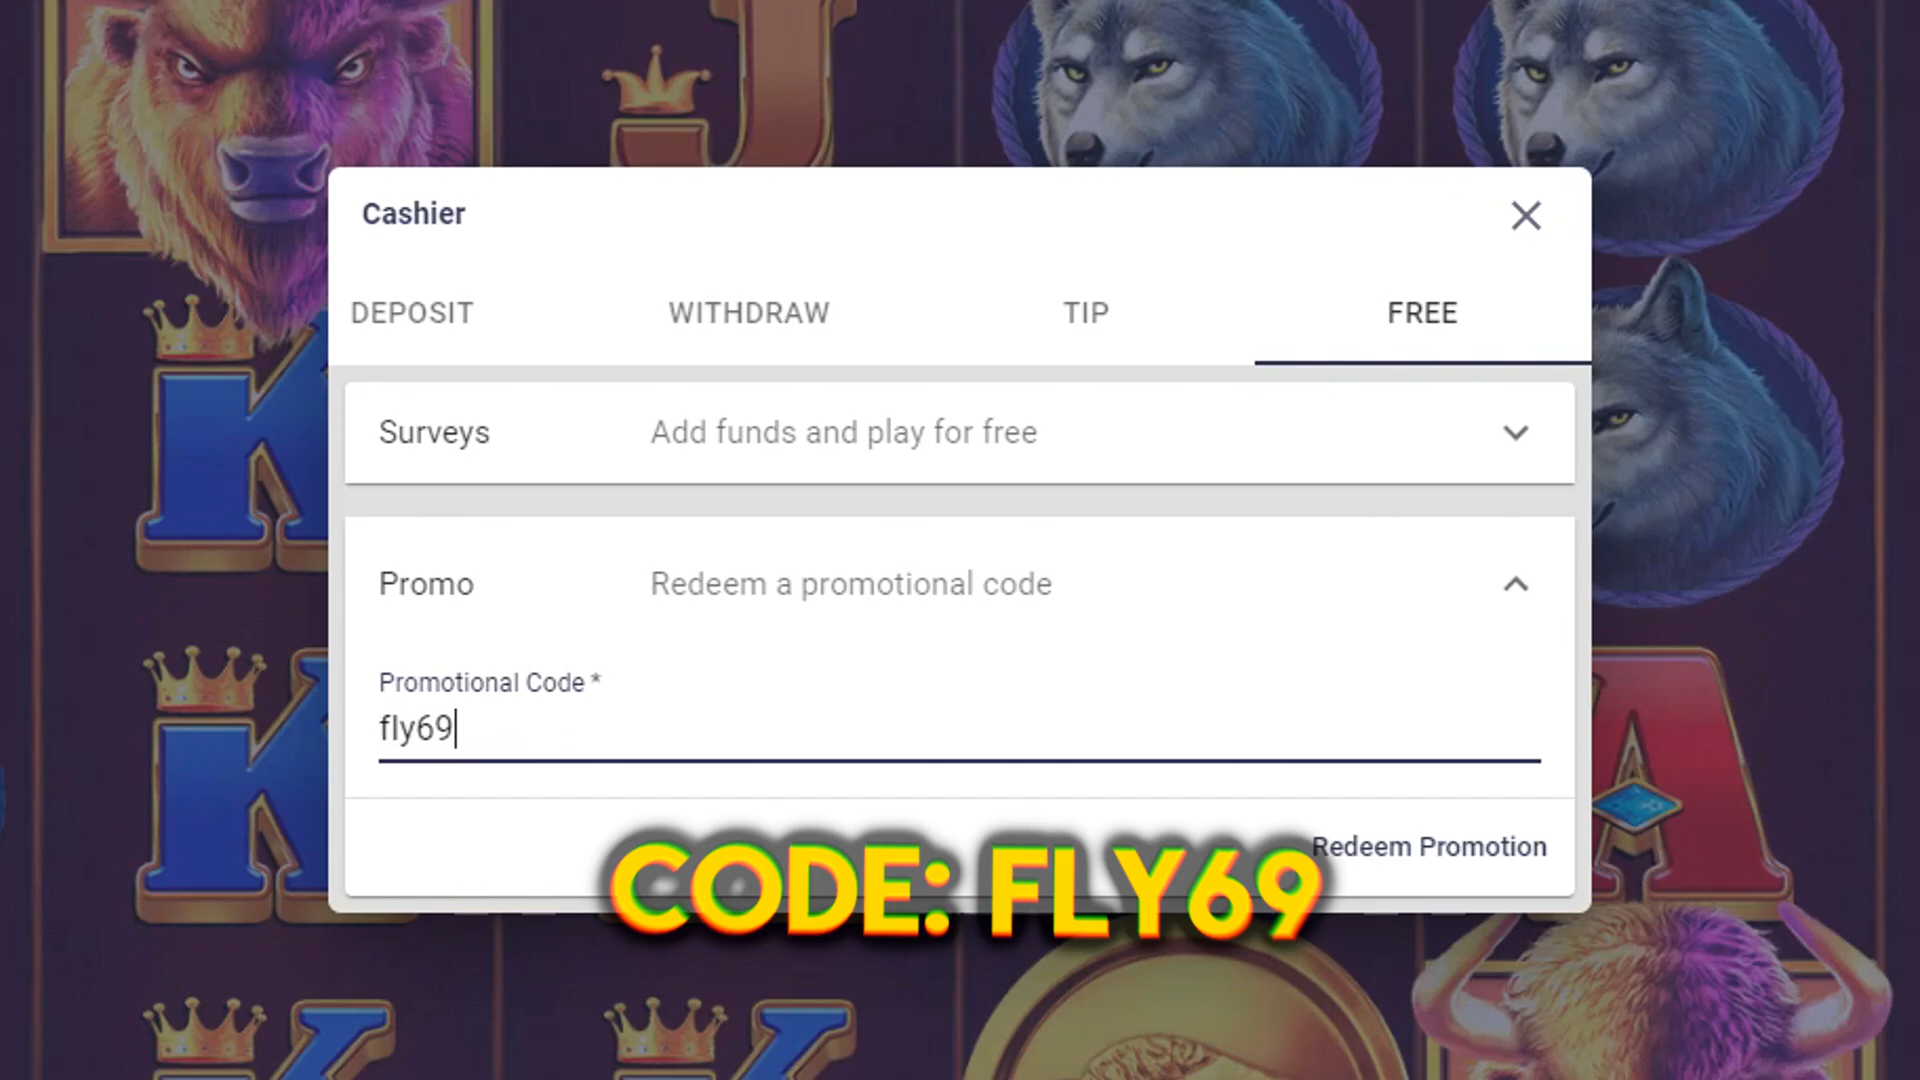 J
Cashier
DEPOSIT WITHDRAW TIP FREE
Surveys Add funds and play for free
K
Promo Redeem a promotional code
Promotional Code *
fly69
K
A
Redeem Promotion
CODE: FLY69
K K